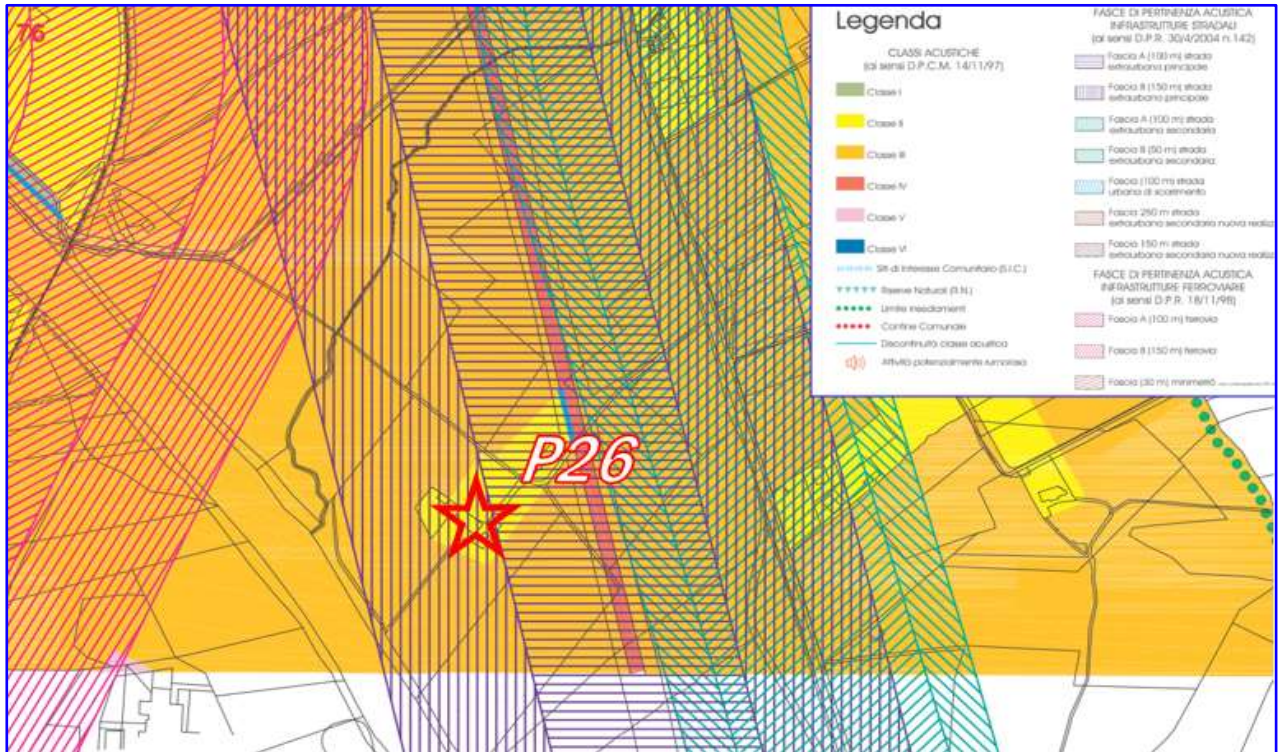 76
P26
Legenda
CLASSI ACUSTICHE
(ai sensi D.P.C.M. 14/11/97)
Classe I
Classe II
Classe III
Classe IV
Classe V
Classe VI
Siti di Interesse Comunitario (S.I.C.)
Riserve Naturali (R.N.)
Limite Insediamenti
Confine Comunale
Discontinuità classe acustica
Attività potenzialmente rumorosa
FASCE DI PERTINENZA ACUSTICA
INFRASTRUTTURE STRADALI
(ai sensi D.P.R. 30/4/2004 n.142)
Fascia A (100 m) strada
extraurbana principale
Fascia B (150 m) strada
extraurbana principale
Fascia A (100 m) strada
extraurbana secondaria
Fascia B (50 m) strada
extraurbana secondaria
Fascia (100 m) strada
urbana di scorrimento
Fascia 250 m strada
extraurbana secondaria nuova realiz
Fascia 150 m strada
extraurbana secondaria nuova realiz
FASCE DI PERTINENZA ACUSTICA
INFRASTRUTTURE FERROVIARIE
(ai sensi D.P.R. 18/11/98)
Fascia A (100 m) ferrovia
Fascia B (150 m) ferrovia
Fascia (30 m) minimetrò